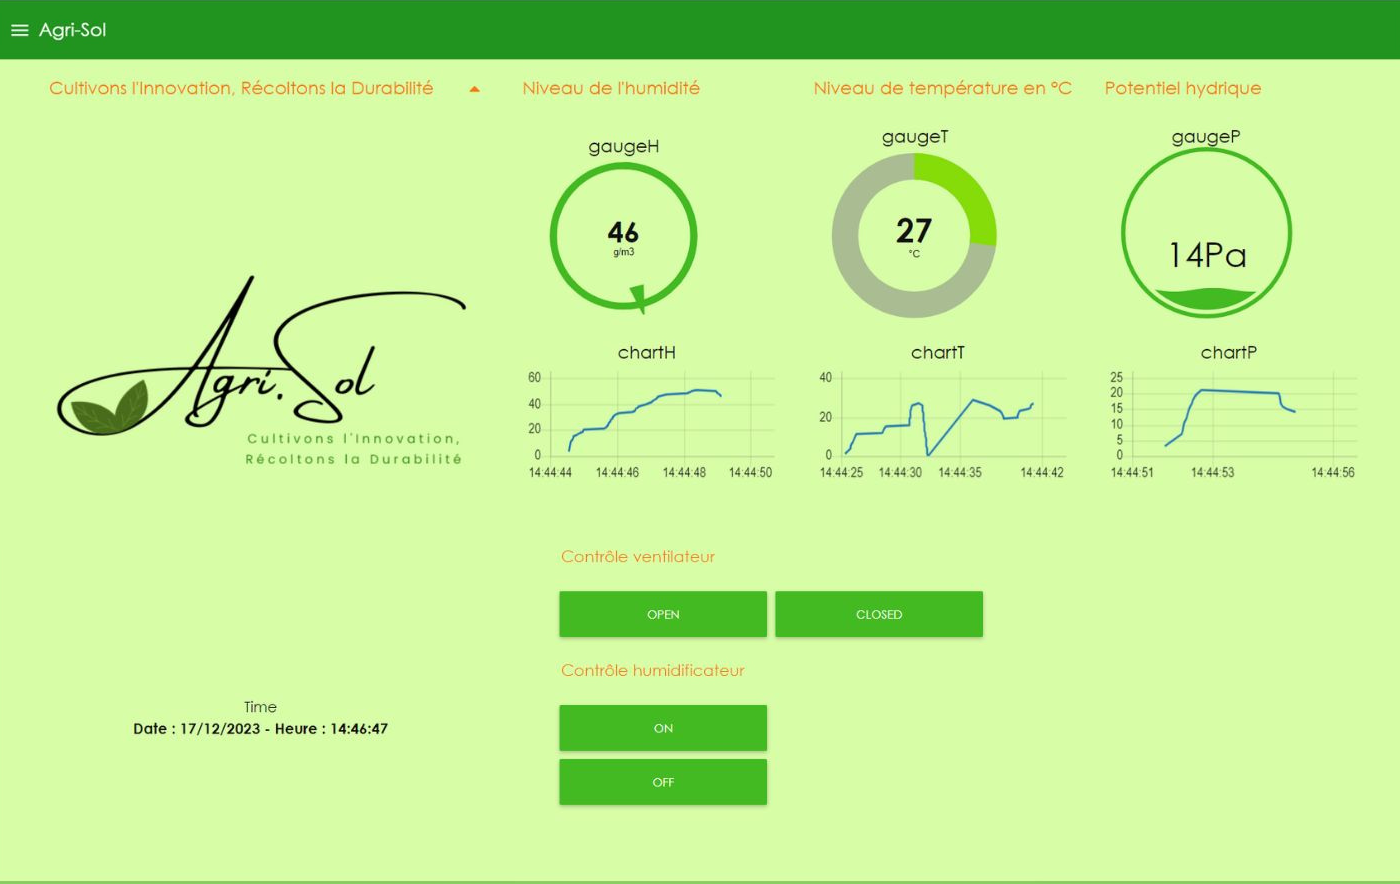 Agri-Sol
Cultivons l'Innovation, Récoltons la Durabilité
Agri.Sol
Cultivons l'Innovation,
Récoltons la Durabilité
Time
Date : 17/12/2023 - Heure : 14:46:47
Niveau de l'humidité
gaugeH
46
g/m3
chartH
60
40
20
0
14:44:44 14:44:46 14:44:48 14:44:50
Niveau de température en °C
gaugeT
27
°C
chartT
40
20
0
14:44:25 14:44:30 14:44:35 14:44:42
Potentiel hydrique
gaugeP
14Pa
chartP
25
20
15
10
5
0
14:44:51 14:44:53 14:44:56
Contrôle ventilateur
OPEN CLOSED
Contrôle humidificateur
ON
OFF